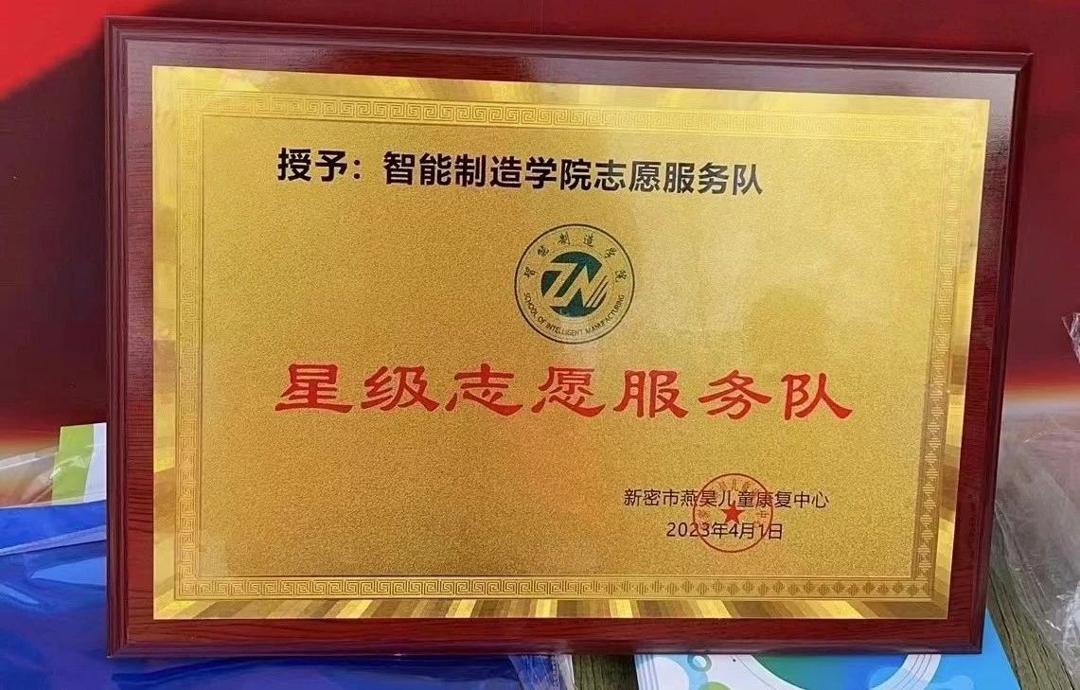 授予：智能制造学院志愿服务队
智能制造学院
ZN
SCHOOL OF INTELLIGENT MANUFACTURING
星级志愿服务队
新密市燕昊儿童康复中心
2023年4月1日